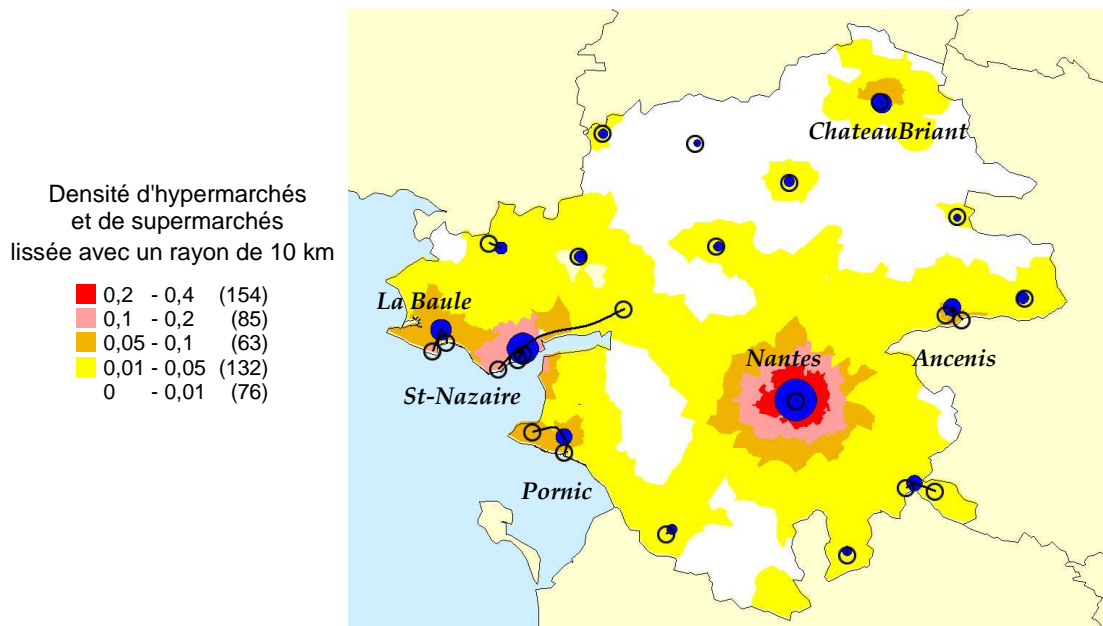 Densité d'hypermarchés
et de supermarchés
lissée avec un rayon de 10 km
0,2 - 0,4 (154)
0,1 - 0,2 (85)
0,05 - 0,1 (63)
0,01 - 0,05 (132)
0 - 0,01 (76)
ChateauBriant
La Baule
Nantes
Ancenis
St-Nazaire
Pornic